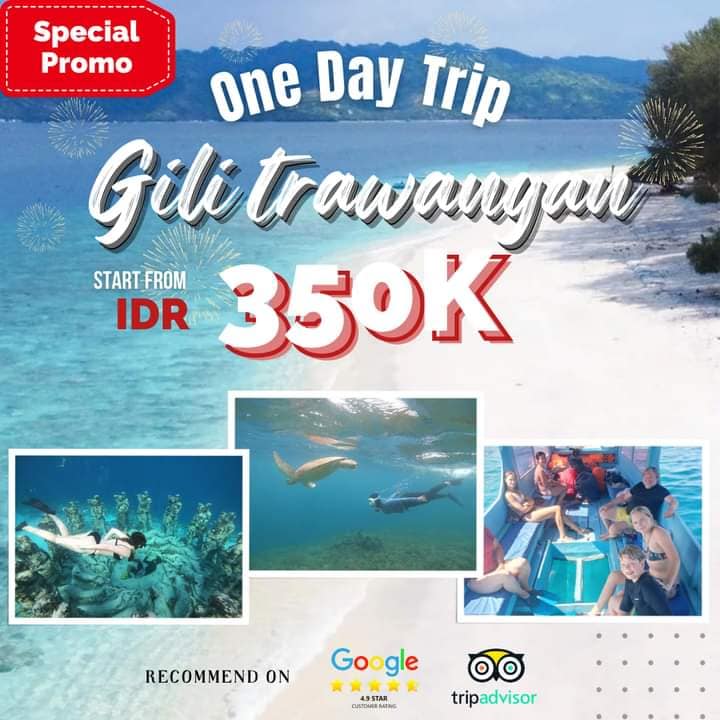 Special
Promo
One Day Trip
Gili trawangan
START FROM
IDR
350K
RECOMMEND ON
Google
4.9 STAR
CUSTOMER RATING
tripadvisor